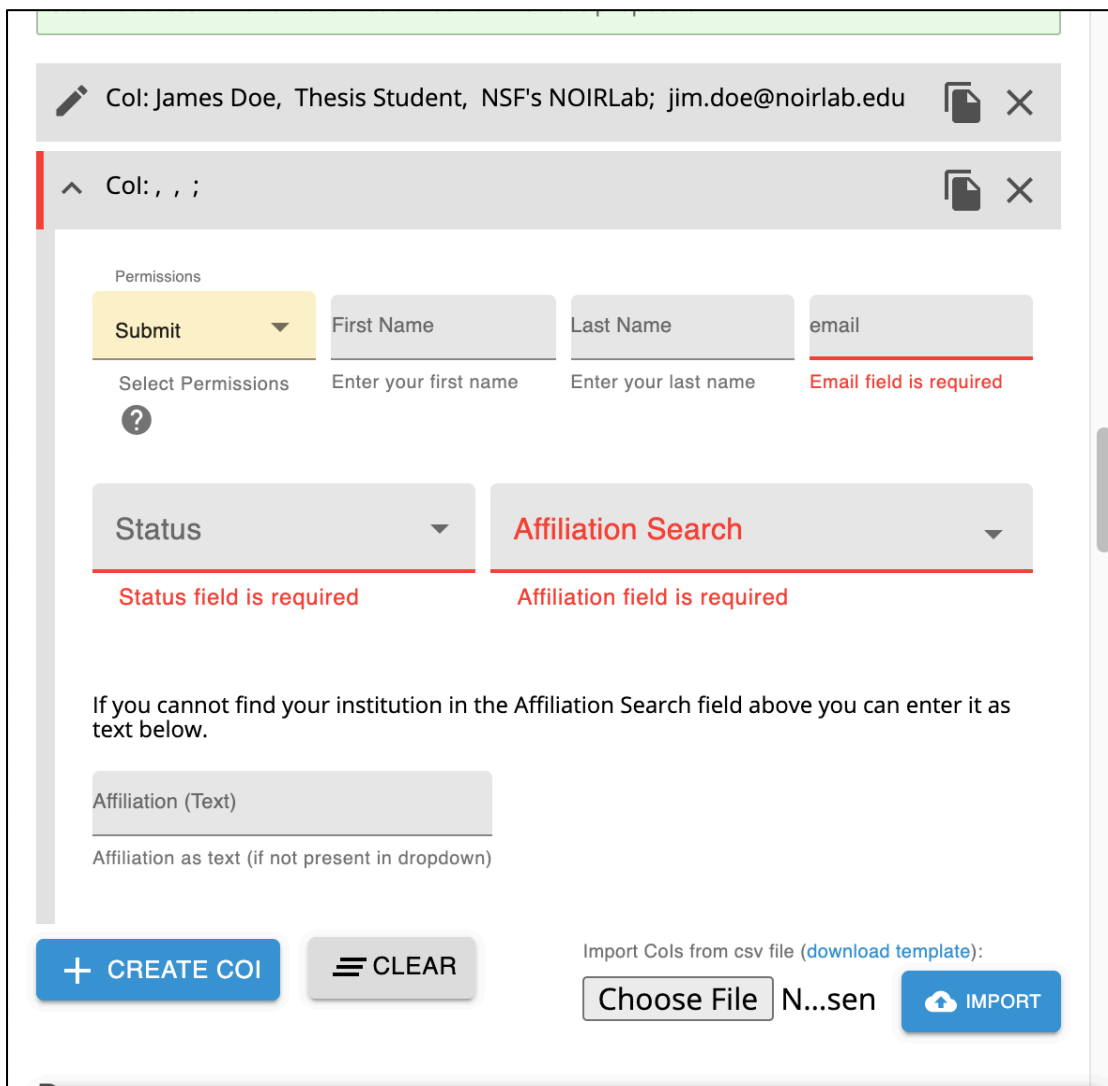 CoI: James Doe, Thesis Student, NSF's NOIRLab; jim.doe@noirlab.edu
CoI: , , ;
Permissions
Submit
First Name
Last Name
email
Select Permissions
Enter your first name
Enter your last name
Email field is required
?
Status
Affiliation Search
Status field is required
Affiliation field is required
If you cannot find your institution in the Affiliation Search field above you can enter it as
text below.
Affiliation (Text)
Affiliation as text (if not present in dropdown)
Import CoIs from csv file (download template):
+ CREATE COI
CLEAR
Choose File N...sen
IMPORT